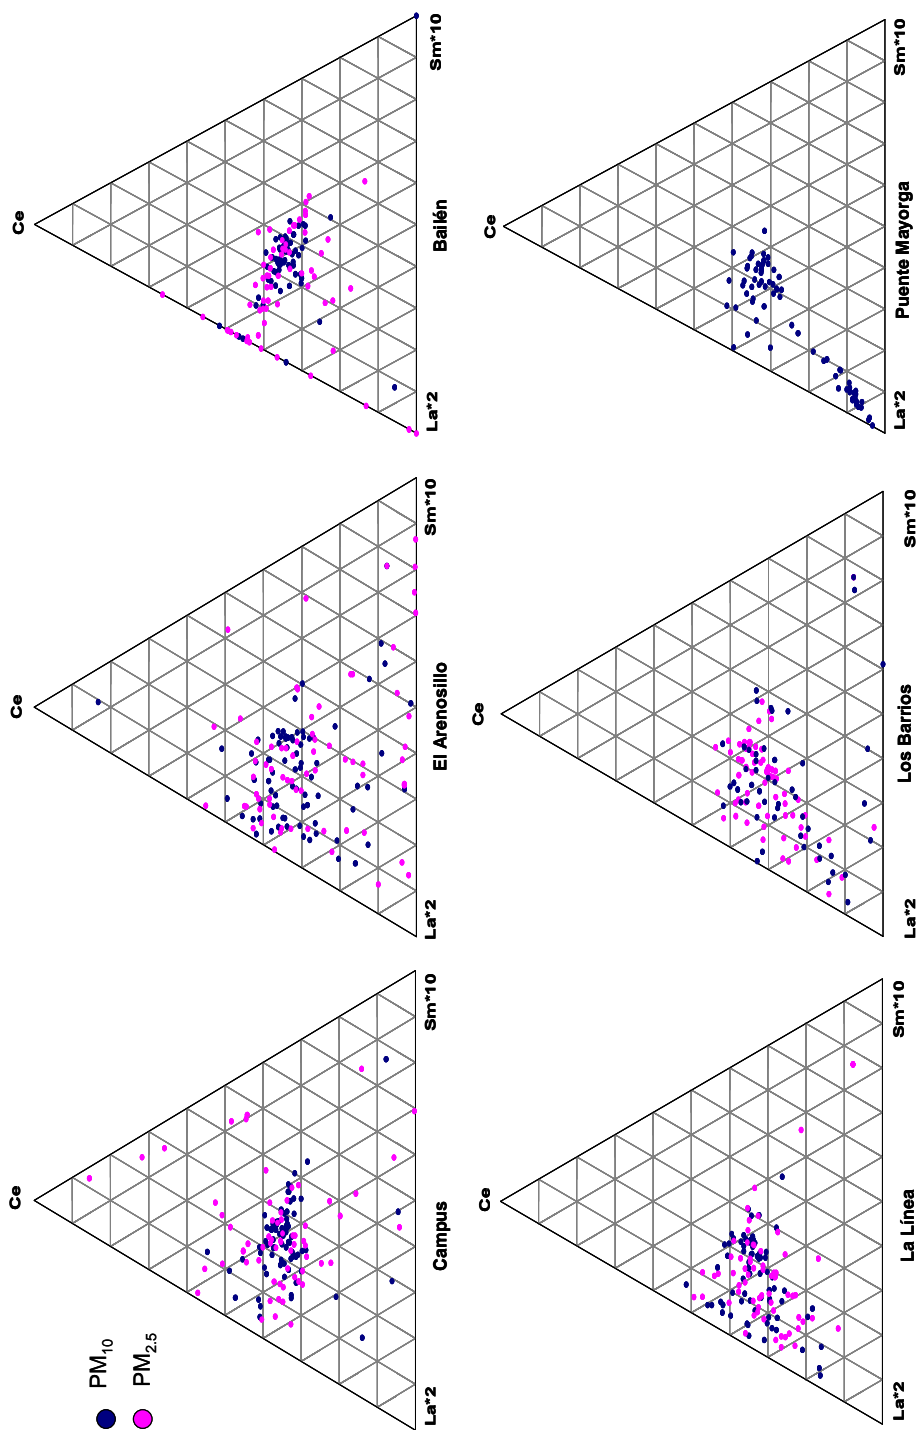 Ce
Sm*10
La*2
Bailén
Ce
Sm*10
La*2
Puente Mayorga
Ce
Sm*10
La*2
El Arenosillo
Ce
Sm*10
La*2
Los Barrios
Ce
Sm*10
La*2
Campus
Ce
Sm*10
La*2
La Línea
PM10
PM2.5